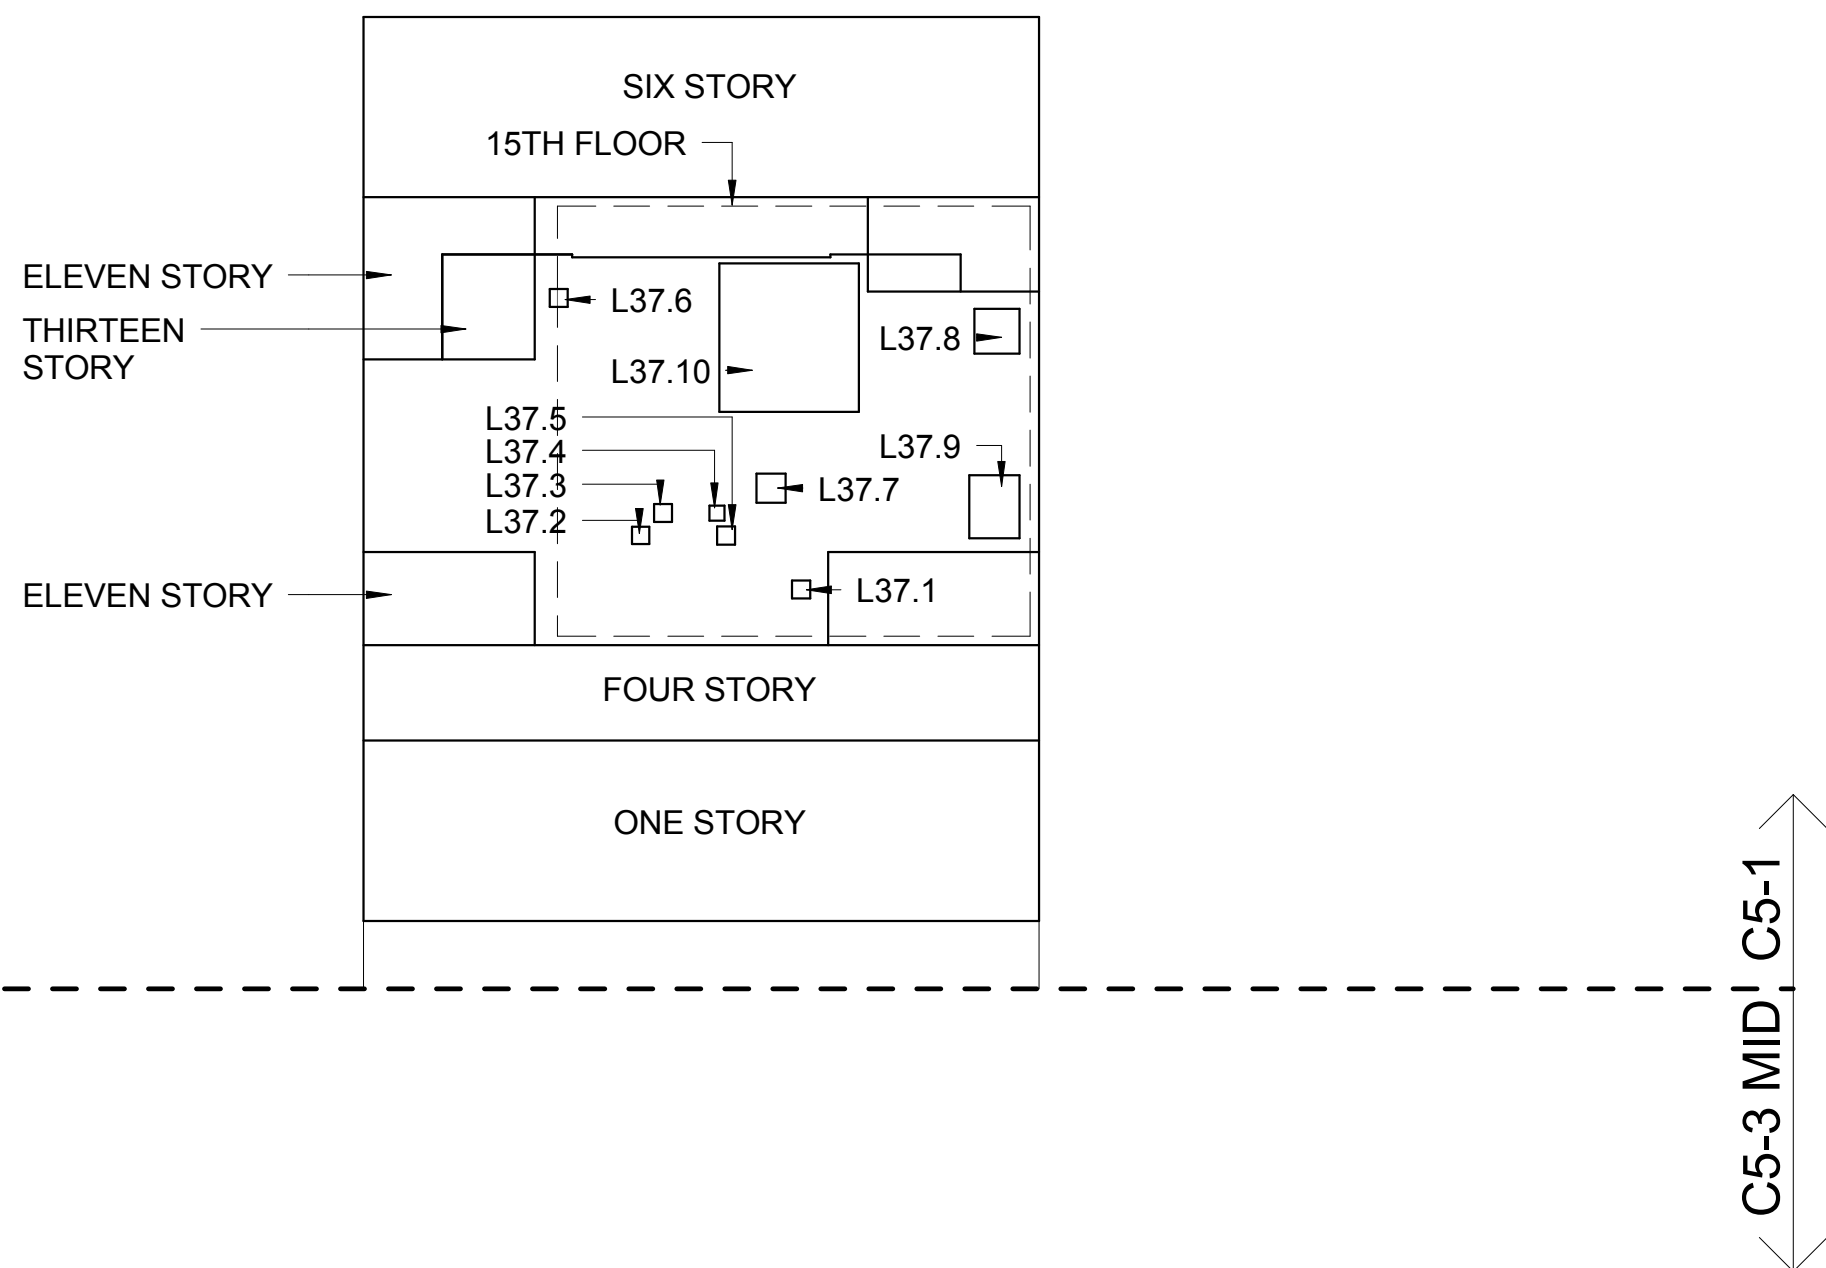 SIX STORY
15TH FLOOR
ELEVEN STORY
THIRTEEN
STORY
L37.6
L37.8
L37.10
L37.5
L37.4
L37.3
L37.2
L37.9
L37.7
ELEVEN STORY
L37.1
FOUR STORY
ONE STORY
C5-1
C5-3 MID